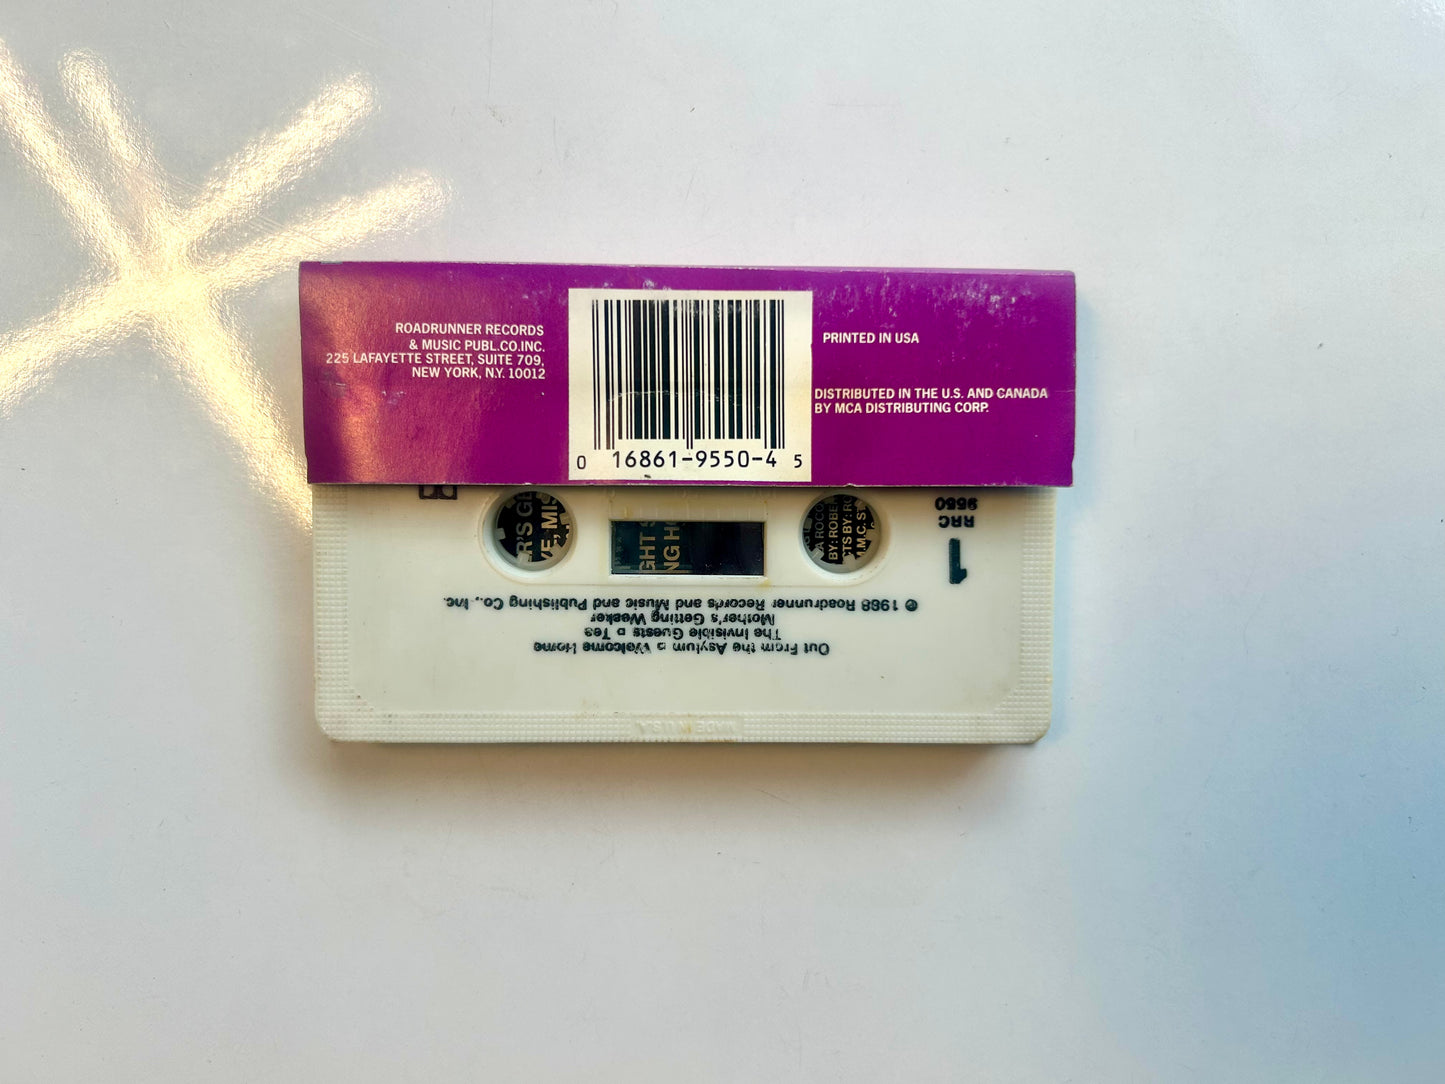 ROADRUNNER RECORDS
& MUSIC PUBL.CO.INC.
225 LAFAYETTE STREET, SUITE 709,
NEW YORK, N.Y. 10012
0 16861-9550-4 5
PRINTED IN USA
DISTRIBUTED IN THE U.S. AND CANADA
BY MCA DISTRIBUTING CORP.
Out From the Asylum ▫ Welcome Home
The Invisible Guests ▫ Tea
Mother's Getting Weaker
℗ 1988 Roadrunner Records and Music and Publishing Co., Inc.
1
RRC
9550
MADE IN U.S.A.